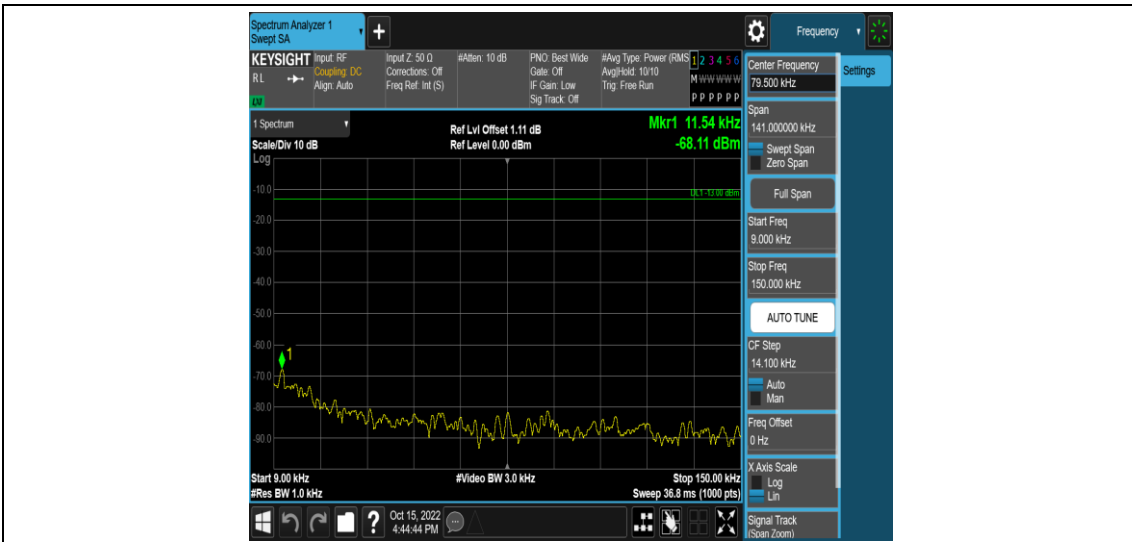 Spectrum Analyzer 1
Swept SA
+
Frequency
KEYSIGHT
RL
LXI
Input: RF
Coupling: DC
Align: Auto
Input Z: 50 Ω
Corrections: Off
Freq Ref: Int (S)
#Atten: 10 dB
PNO: Best Wide
Gate: Off
IF Gain: Low
Sig Track: Off
#Avg Type: Power (RMS
Avg|Hold: 10/10
Trig: Free Run
1 2 3 4 5 6
M W W W W W
P P P P P P
1 Spectrum
Scale/Div 10 dB
Log
Ref Lvl Offset 1.11 dB
Ref Level 0.00 dBm
Mkr1 11.54 kHz
-68.11 dBm
DL1 -13.00 dBm
-10.0
-20.0
-30.0
-40.0
-50.0
-60.0
-70.0
-80.0
-90.0
1
Start 9.00 kHz
#Res BW 1.0 kHz
#Video BW 3.0 kHz
Stop 150.00 kHz
Sweep 36.8 ms (1000 pts)
?
Oct 15, 2022
4:44:44 PM
Center Frequency
79.500 kHz
Settings
Span
141.000000 kHz
Swept Span
Zero Span
Full Span
Start Freq
9.000 kHz
Stop Freq
150.000 kHz
AUTO TUNE
CF Step
14.100 kHz
Auto
Man
Freq Offset
0 Hz
X Axis Scale
Log
Lin
Signal Track
(Span Zoom)